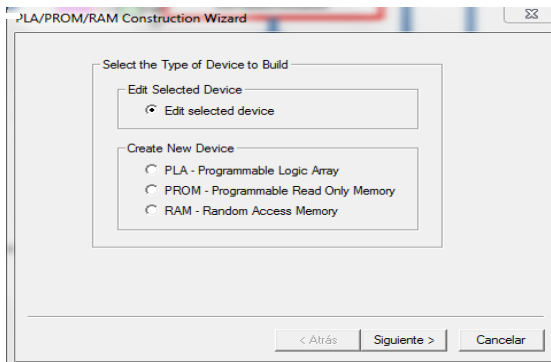 PLA/PROM/RAM Construction Wizard
Select the Type of Device to Build
Edit Selected Device
Edit selected device
Create New Device
PLA - Programmable Logic Array
PROM - Programmable Read Only Memory
RAM - Random Access Memory
< Atrás Siguiente > Cancelar